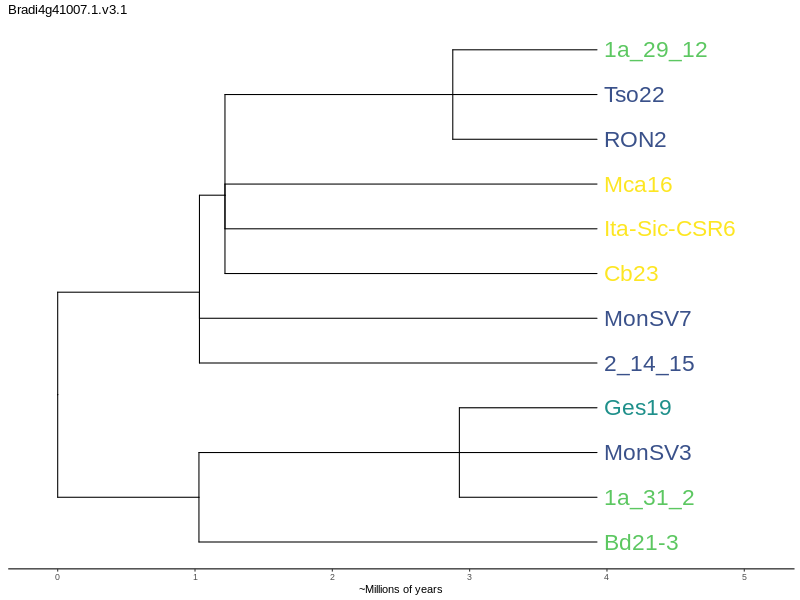 Bradi4g41007.1.v3.1
1a_29_12
Tso22
RON2
Mca16
Ita-Sic-CSR6
Cb23
MonSV7
2_14_15
Ges19
MonSV3
1a_31_2
Bd21-3
0 1 2 3 4 5
~Millions of years